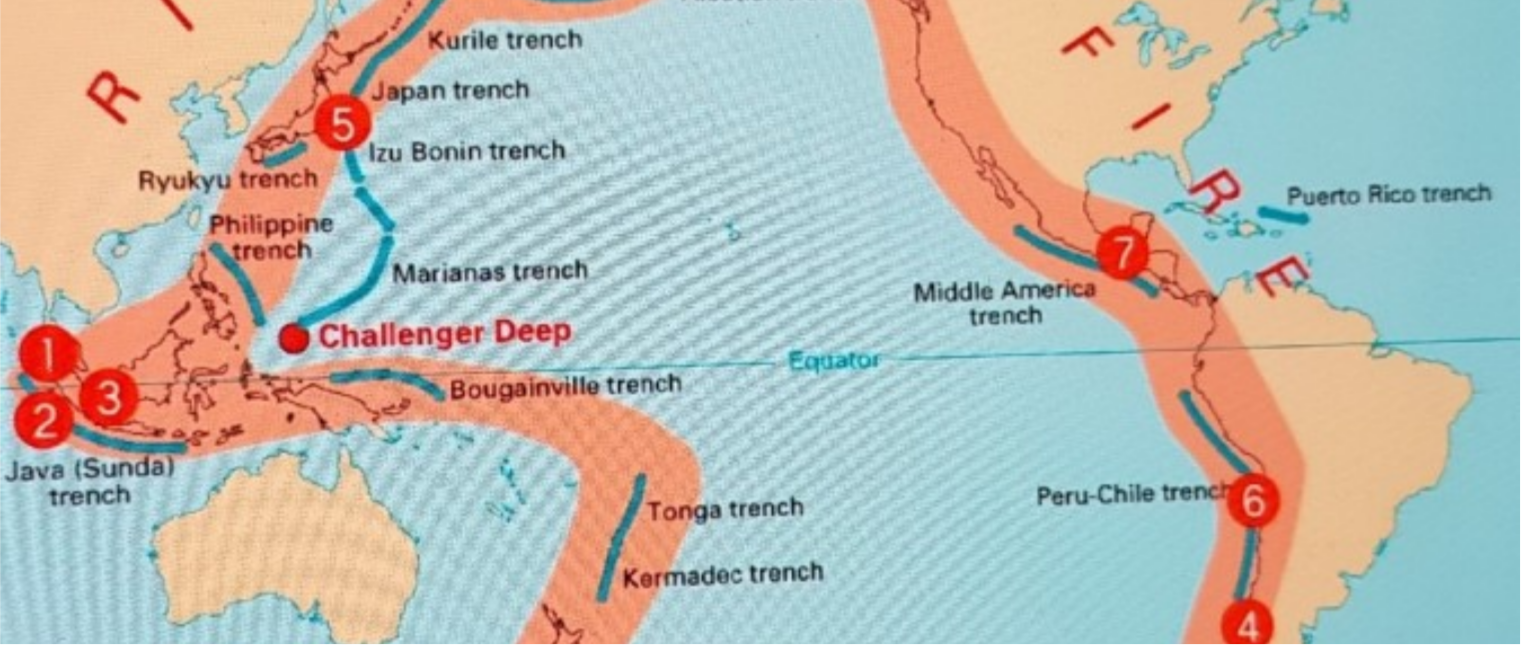 R
I
F
I
R
E
Kurile trench
Japan trench
5
Izu Bonin trench
Ryukyu trench
Philippine
trench
Marianas trench
Challenger Deep
Puerto Rico trench
7
Middle America
trench
1
Equator
3
2
Bougainville trench
Java (Sunda)
trench
Peru-Chile trench
6
Tonga trench
Kermadec trench
4